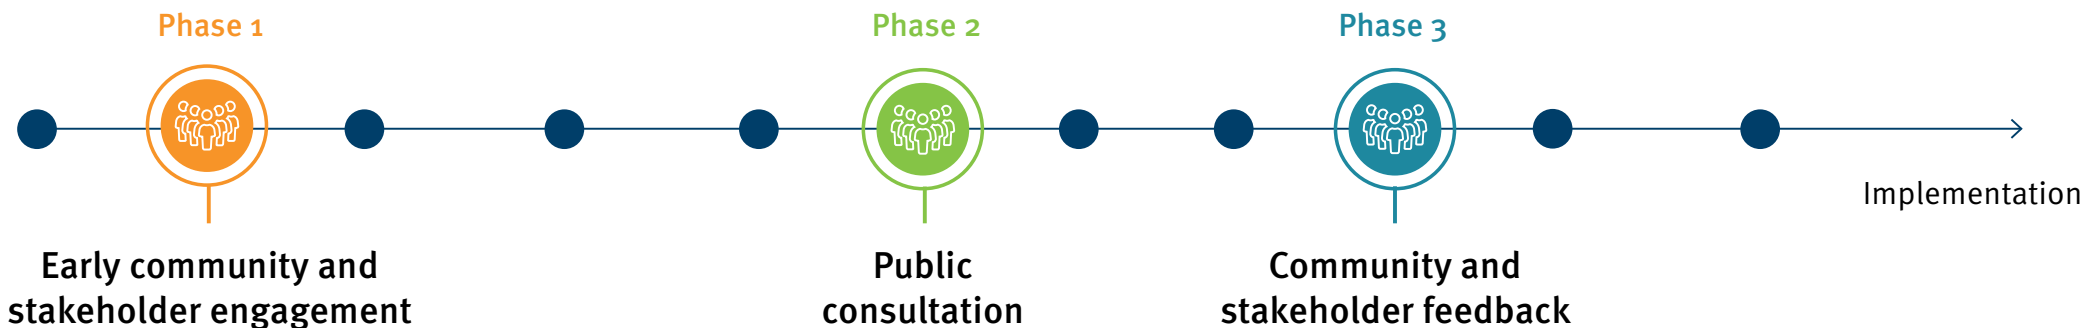 Phase 1
Phase 2
Phase 3
Implementation
Early community and
stakeholder engagement
Public
consultation
Community and
stakeholder feedback